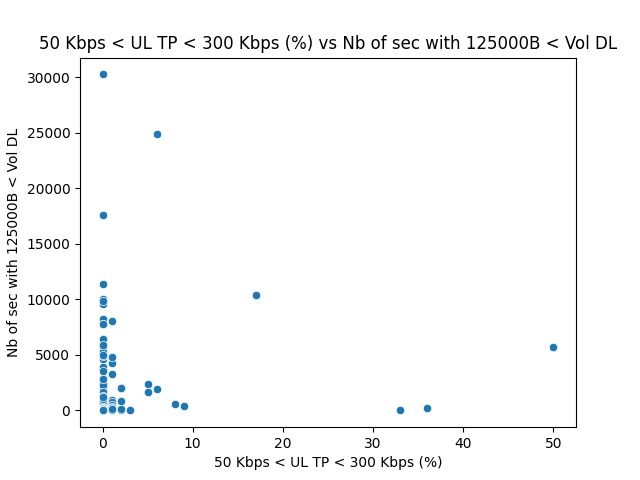 50 Kbps < UL TP < 300 Kbps (%) vs Nb of sec with 125000B < Vol DL
Nb of sec with 125000B < Vol DL
30000
25000
20000
15000
10000
5000
0
0 10 20 30 40 50
50 Kbps < UL TP < 300 Kbps (%)